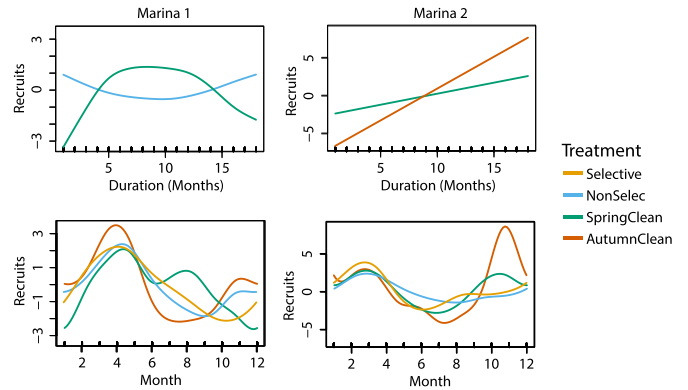 Marina 1
Marina 2
Recruits
3
0
−3
5
10
15
Duration (Months)
Recruits
5
0
−5
5
10
15
Duration (Months)
Treatment
Selective
NonSelec
SpringClean
AutumnClean
Recruits
3
1
−1
−3
2
4
6
8
10
12
Month
Recruits
5
0
−5
2
4
6
8
10
12
Month